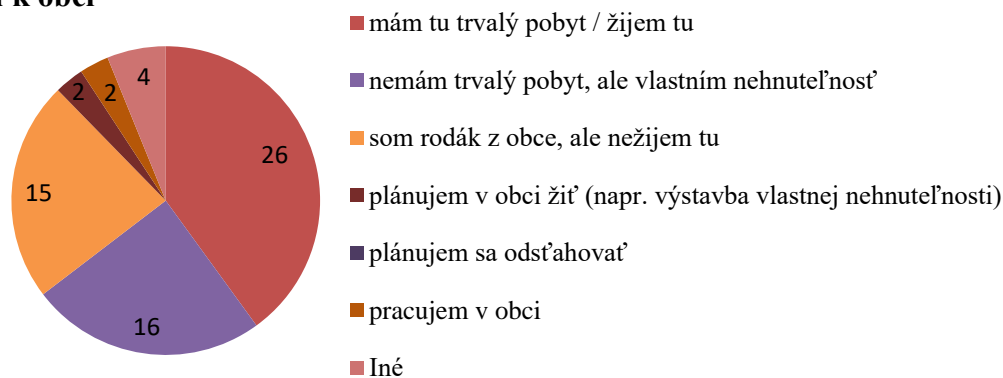 k obci
mám tu trvalý pobyt / žijem tu
nemám trvalý pobyt, ale vlastním nehnuteľnosť
som rodák z obce, ale nežijem tu
plánujem v obci žiť (napr. výstavba vlastnej nehnuteľnosti)
plánujem sa odsťahovať
pracujem v obci
Iné
2
2
4
26
15
16